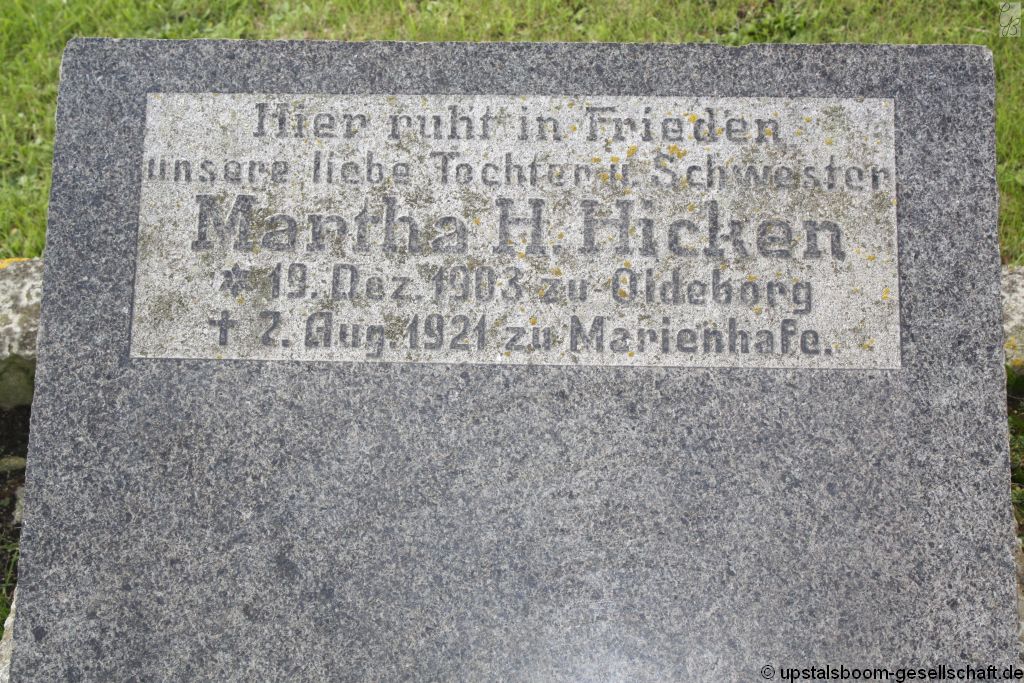 Hier ruht in Frieden
unsere liebe Tochter u. Schwester
Martha H. Hicken
* 19. Dez. 1903 zu Oldeborg
† 2. Aug. 1921 zu Marienhafe.
© upstalsboom-gesellschaft.de